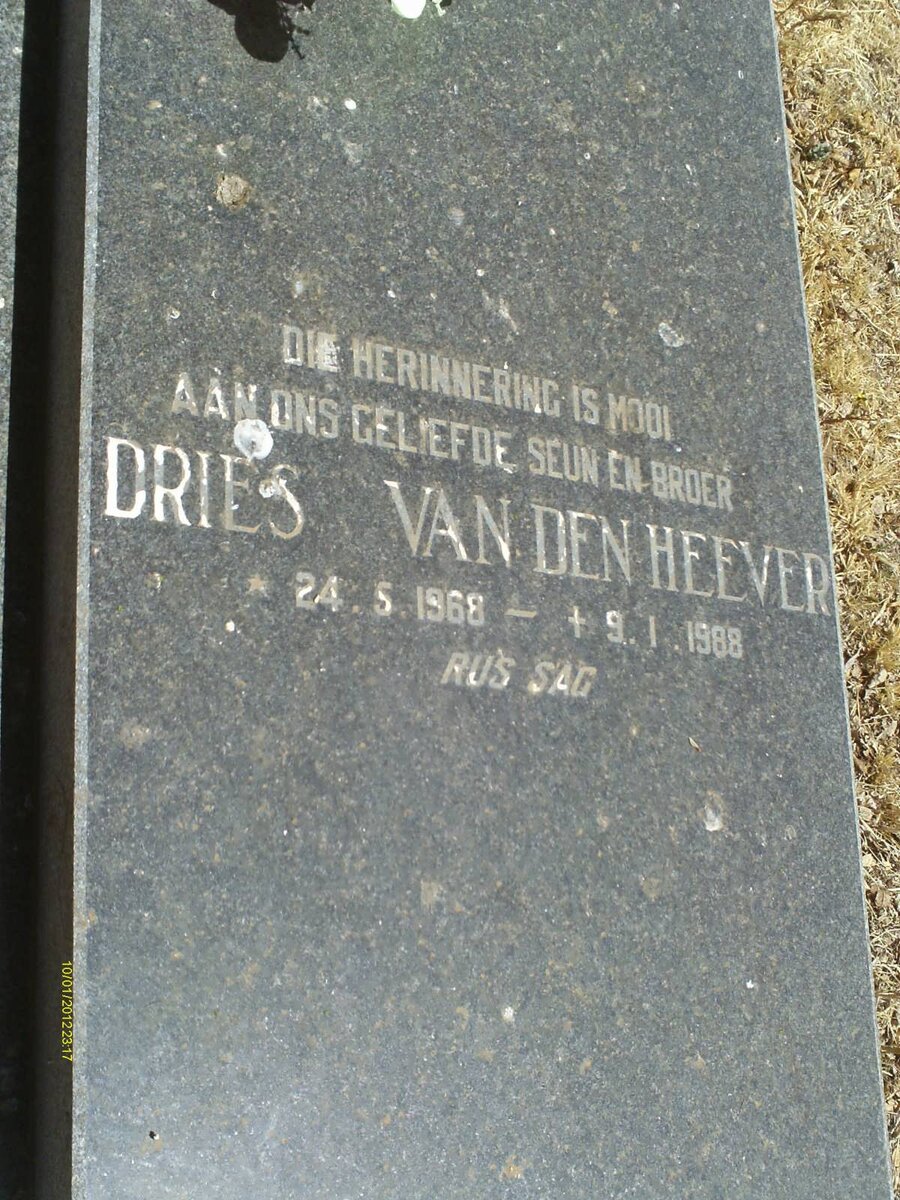 DIE HERINNERING IS MOOI
AAN ONS GELIEFDE SEUN EN BROER
DRIES VAN DEN HEEVER
* 24.5.1968 – + 9.1.1988
RUS SAG
10/01/2012 23:17